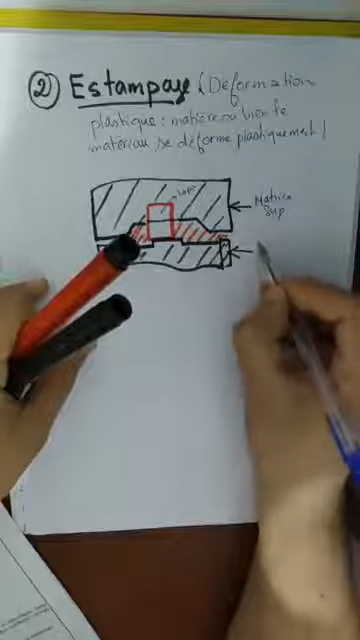 ② Estampage (Déformation
plastique : matière ou bien le
matériau se déforme plastiquement)
Matrice
sup